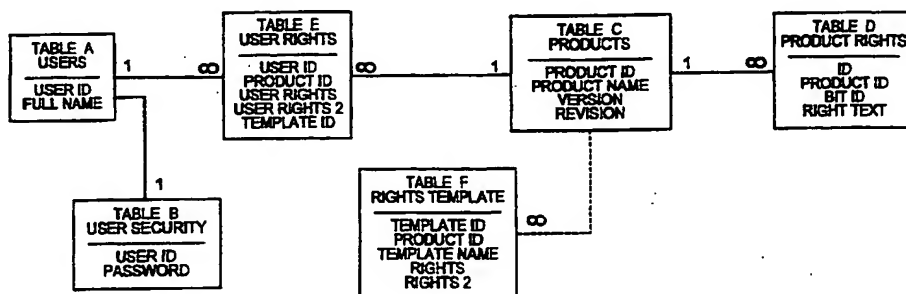 TABLE A
USERS
USER ID
FULL NAME
1
∞
TABLE E
USER RIGHTS
USER ID
PRODUCT ID
USER RIGHTS
USER RIGHTS 2
TEMPLATE ID
∞
1
TABLE C
PRODUCTS
PRODUCT ID
PRODUCT NAME
VERSION
REVISION
1
∞
TABLE D
PRODUCT RIGHTS
ID
PRODUCT ID
BIT ID
RIGHT TEXT
1
TABLE B
USER SECURITY
USER ID
PASSWORD
TABLE F
RIGHTS TEMPLATE
TEMPLATE ID
PRODUCT ID
TEMPLATE NAME
RIGHTS
RIGHTS 2
∞